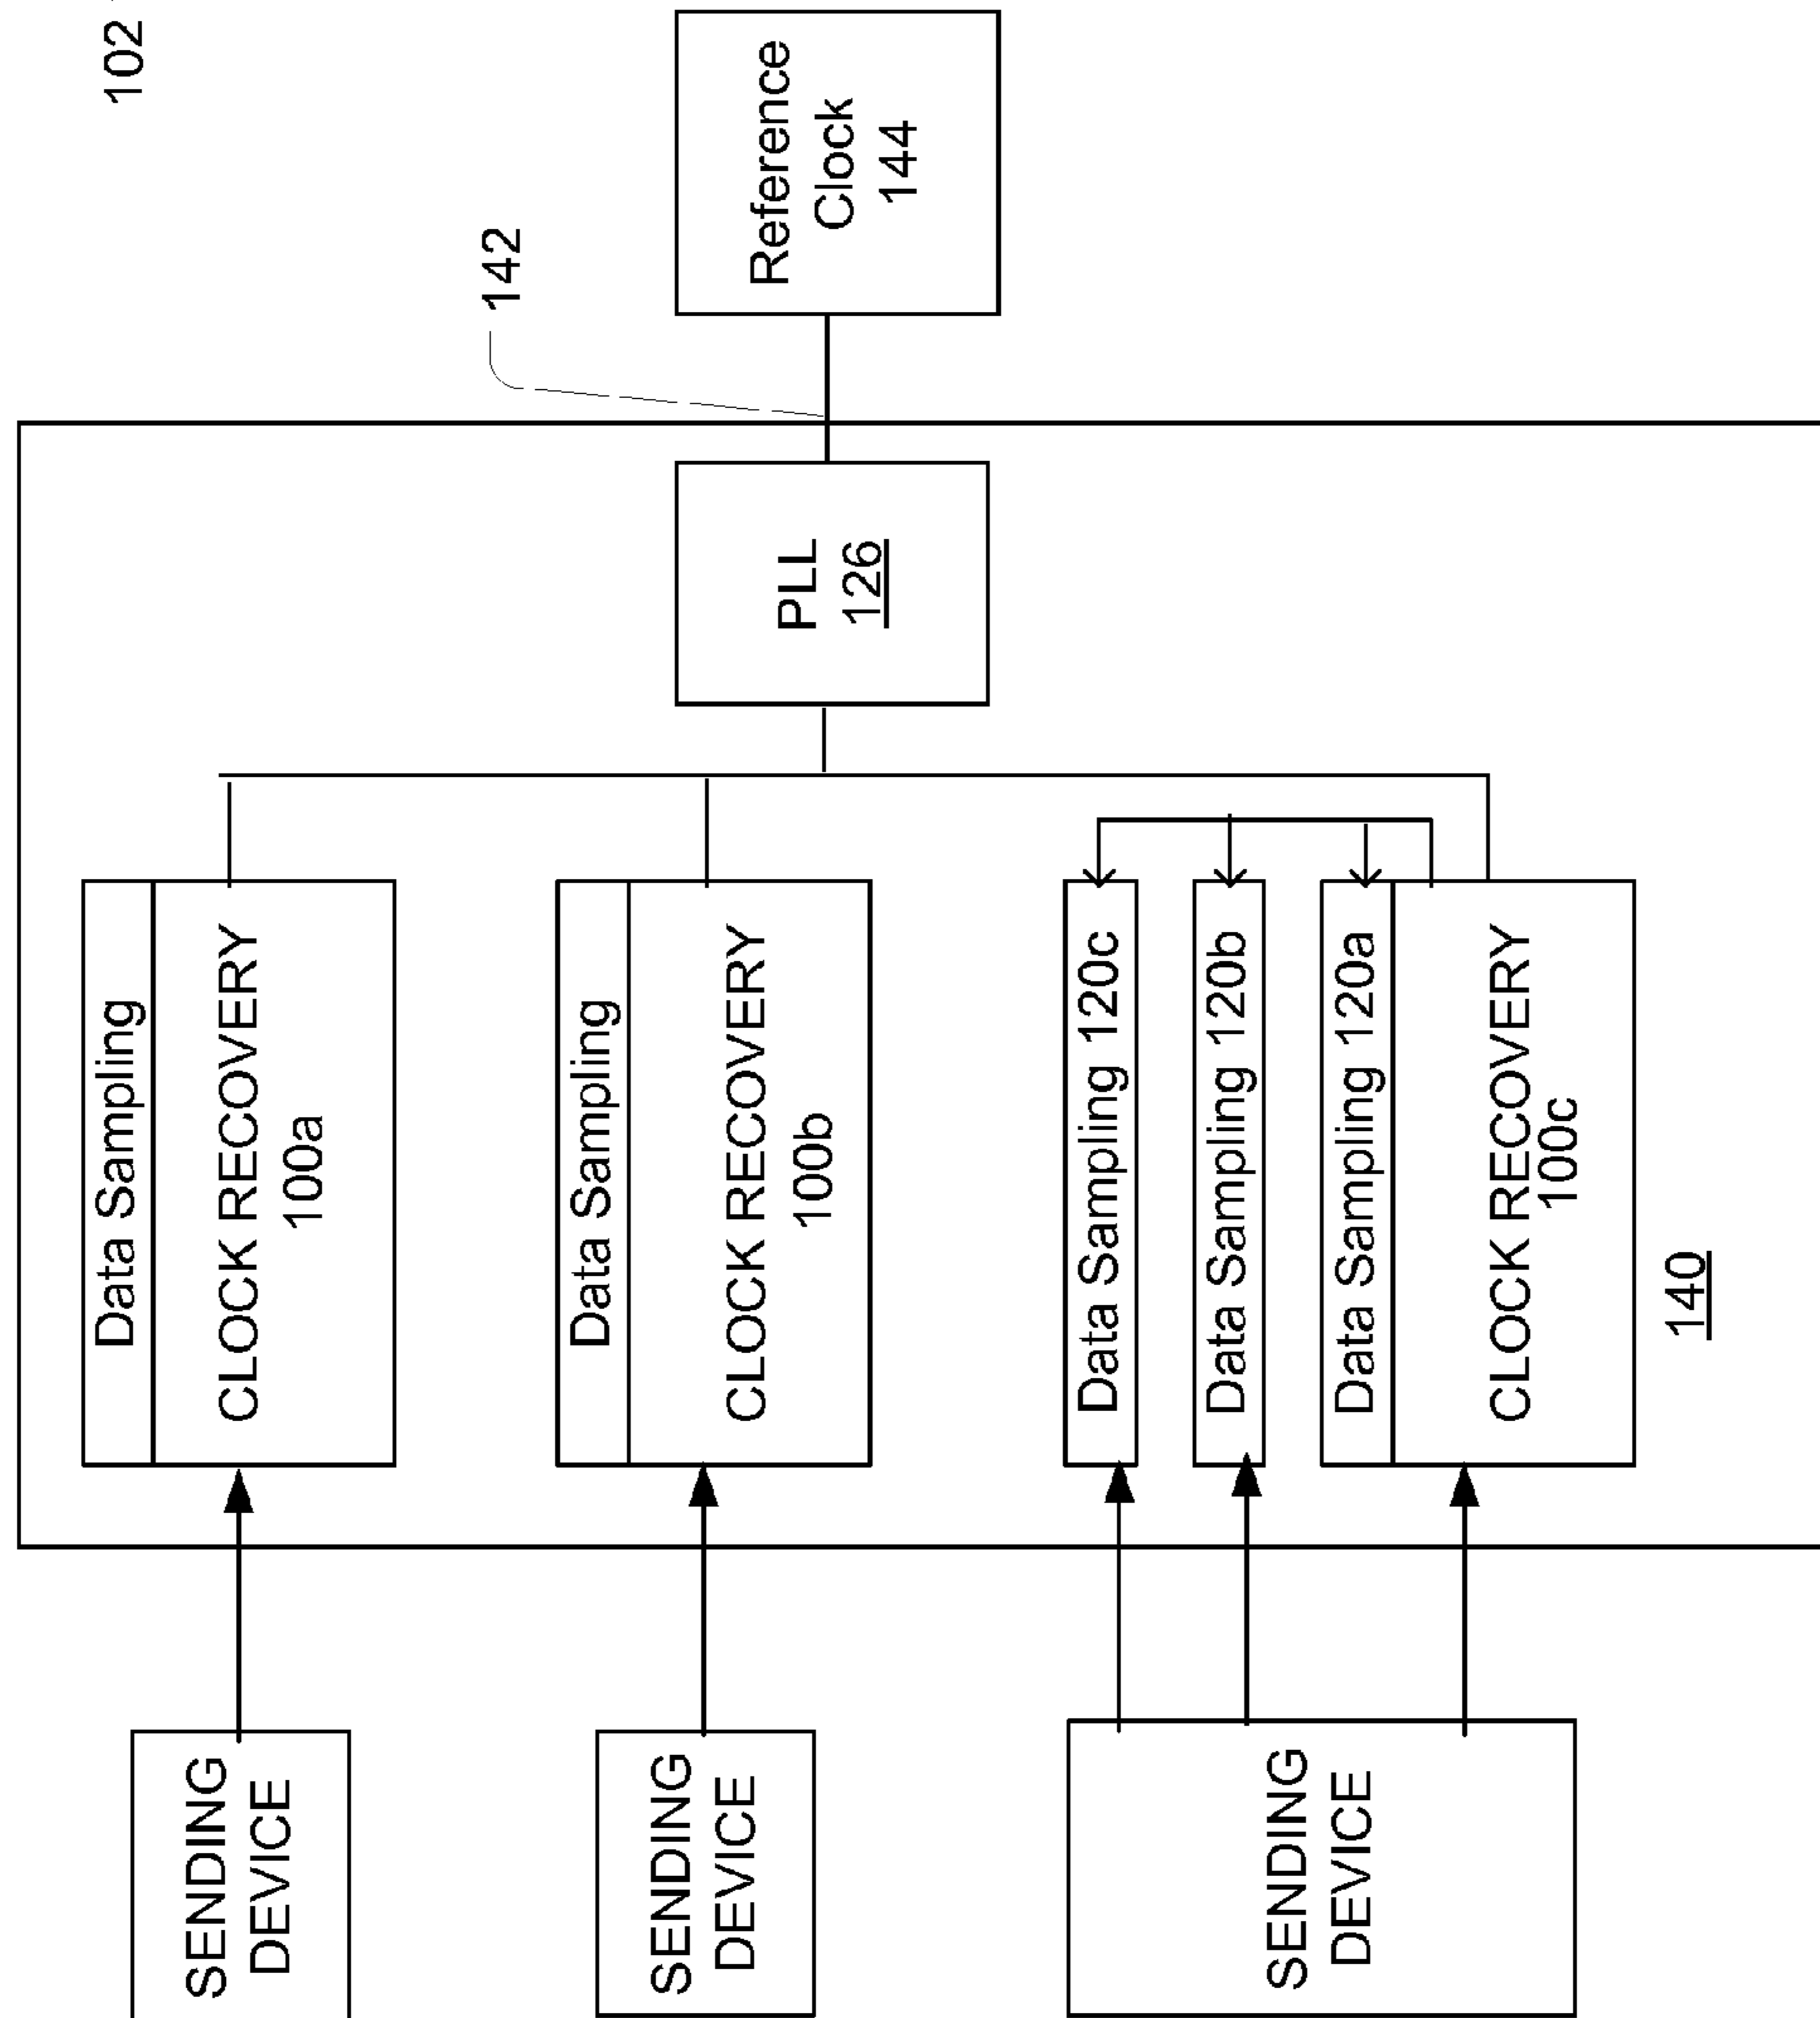 102
SENDING
DEVICE
Data Sampling
CLOCK RECOVERY
100a
142
SENDING
DEVICE
Data Sampling
CLOCK RECOVERY
100b
PLL
126
Reference
Clock
144
SENDING
DEVICE
Data Sampling 120c
Data Sampling 120b
Data Sampling 120a
CLOCK RECOVERY
100c
140